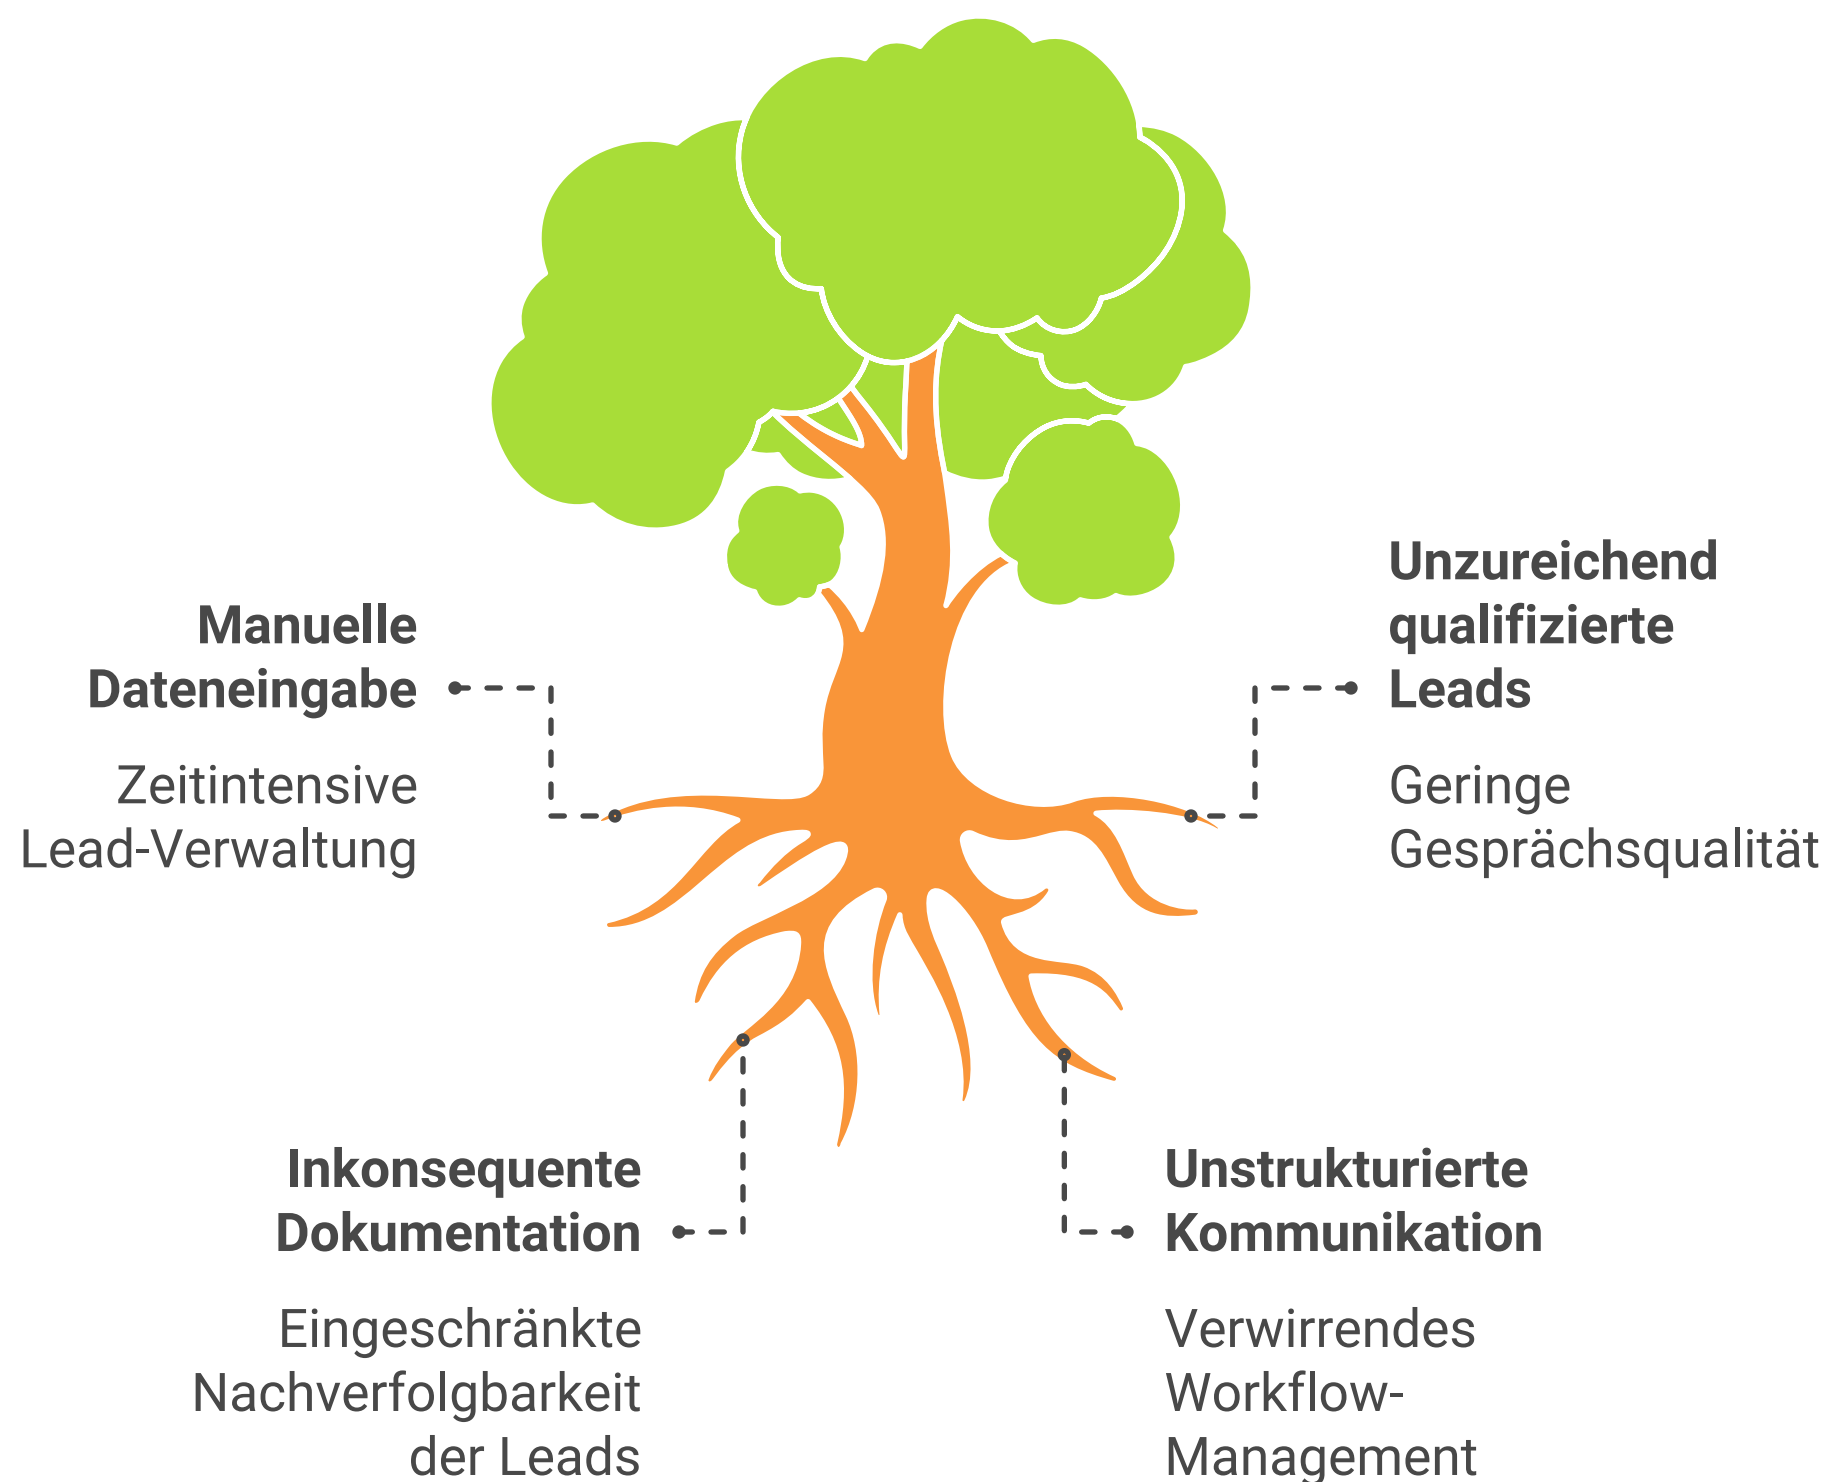 Manuelle
Dateneingabe
Zeitintensive
Lead-Verwaltung
Unzureichend
qualifizierte
Leads
Geringe
Gesprächsqualität
Inkonsequente
Dokumentation
Eingeschränkte
Nachverfolgbarkeit
der Leads
Unstrukturierte
Kommunikation
Verwirrendes
Workflow-
Management